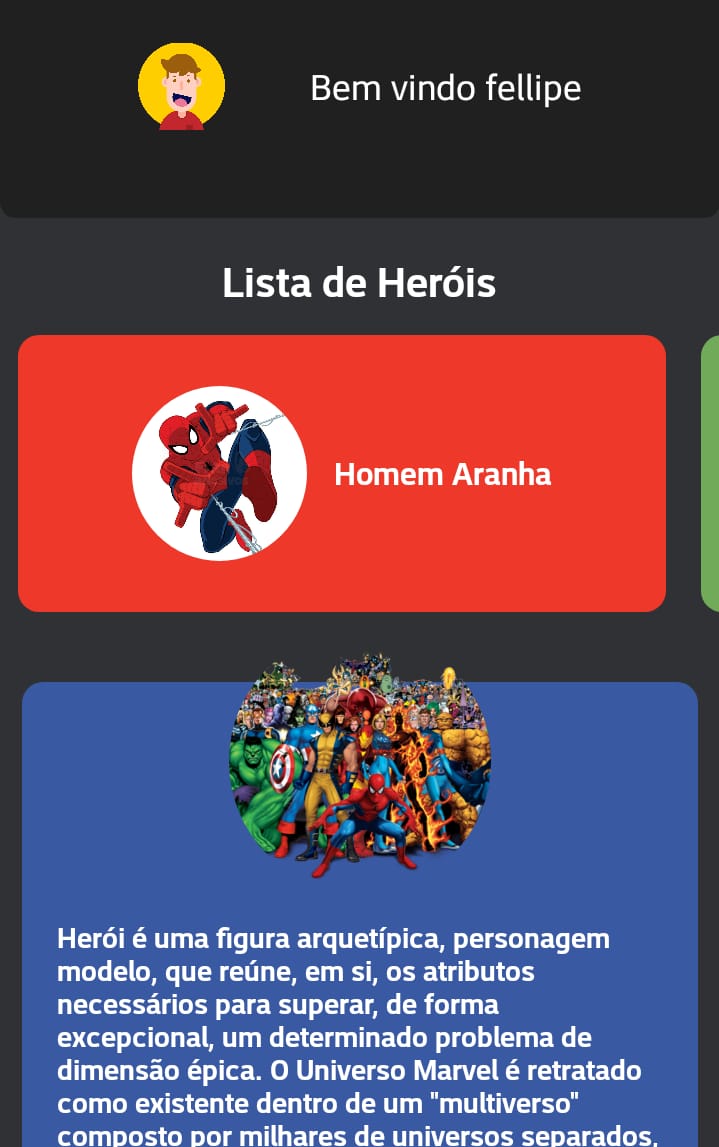 Bem vindo fellipe
Lista de Heróis
Homem Aranha
Herói é uma figura arquetípica, personagem
modelo, que reúne, em si, os atributos
necessários para superar, de forma
excepcional, um determinado problema de
dimensão épica. O Universo Marvel é retratado
como existente dentro de um "multiverso"
composto por milhares de universos separados,